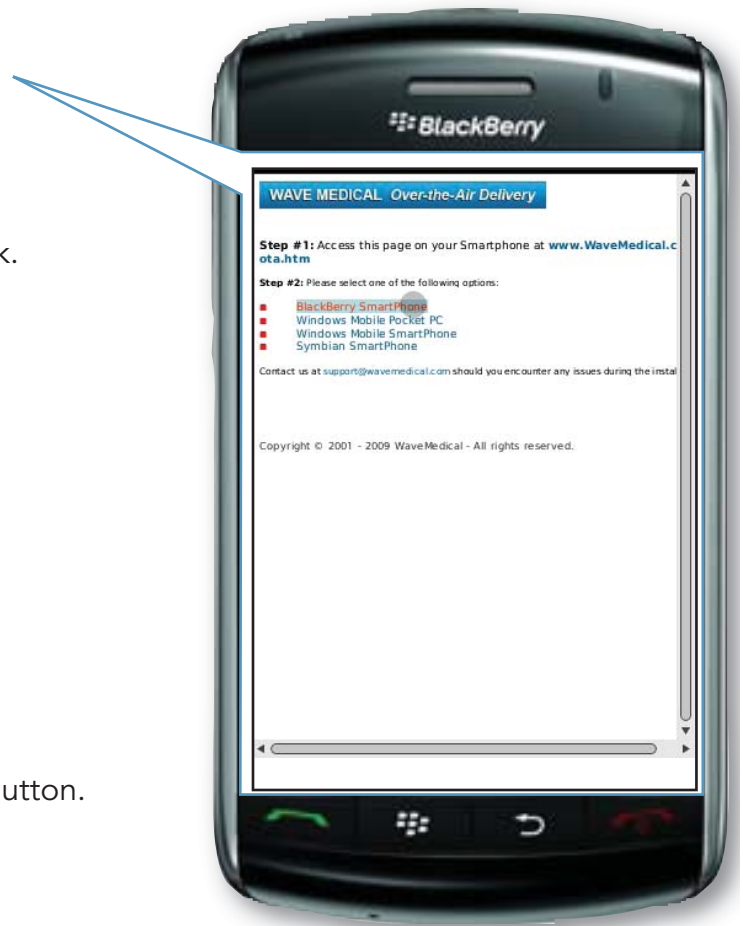 BlackBerry
WAVE MEDICAL Over-the-Air Delivery
Step #1: Access this page on your Smartphone at www.WaveMedical.c
ota.htm
k.
Step #2: Please select one of the following options:
BlackBerry SmartPhone
Windows Mobile Pocket PC
Windows Mobile SmartPhone
Symbian SmartPhone
Contact us at support@wavemedical.com should you encounter any issues during the instal
Copyright © 2001 - 2009 WaveMedical - All rights reserved.
utton.